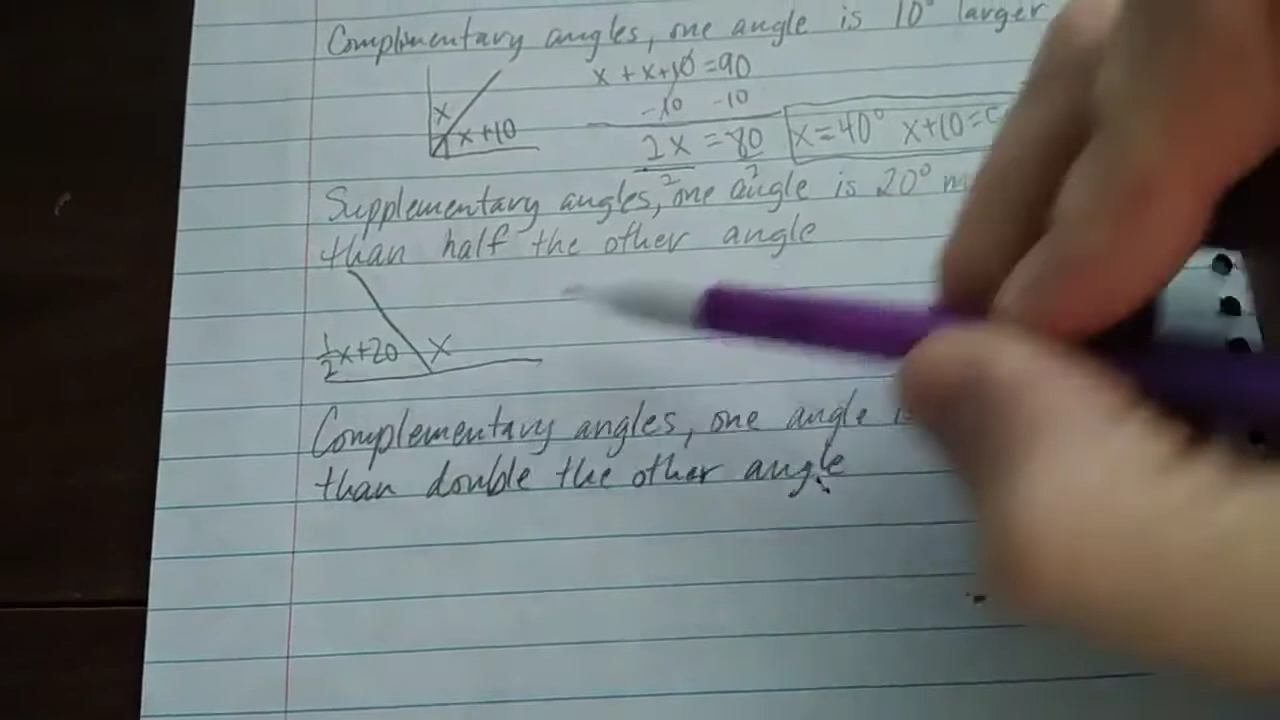 Complimentary angles, one angle is 10° larger
x + x+10 = 90
-10 -10
x
x+10
2x = 80
2 2
x = 40° x+10 =
Supplementary angles, one angle is 20°
than half the other angle
1/2x+20 x
Complementary angles, one angle
than double the other angle